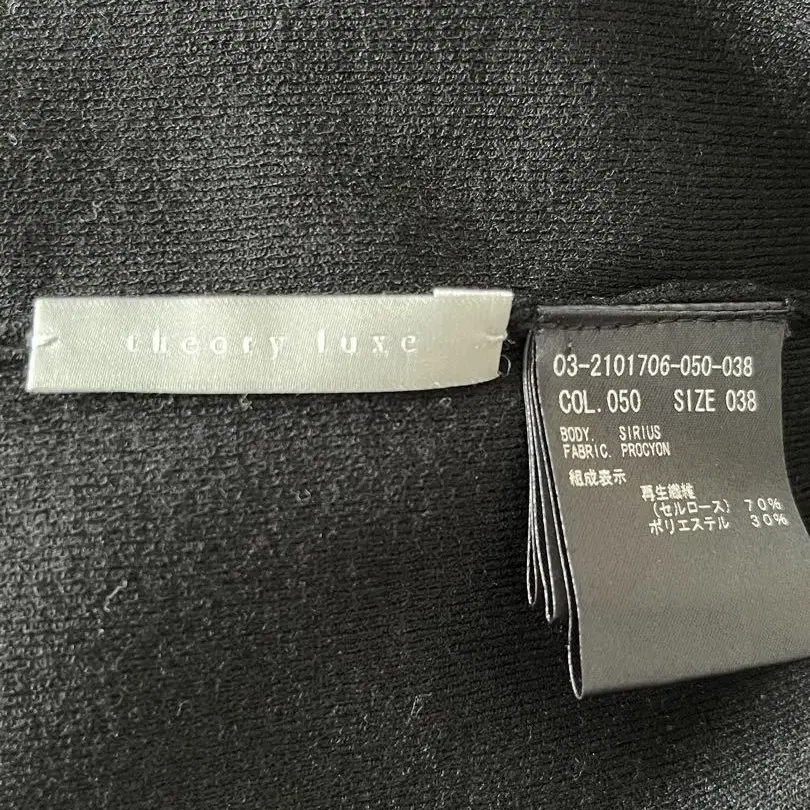 theory luxe
03-2101706-050-038
COL.050 SIZE 038
BODY. SIRIUS
FABRIC. PROCYON
組成表示
再生繊維
(セルロース) 70%
ポリエステル 30%